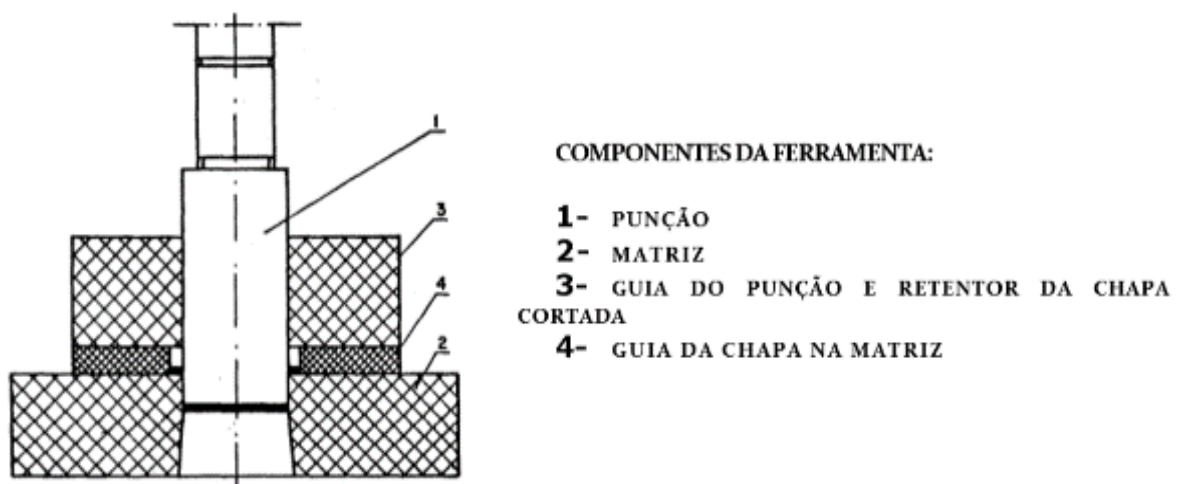 1
3
4
2
COMPONENTES DA FERRAMENTA:
1- PUNÇÃO
2- MATRIZ
3- GUIA DO PUNÇÃO E RETENTOR DA CHAPA
CORTADA
4- GUIA DA CHAPA NA MATRIZ